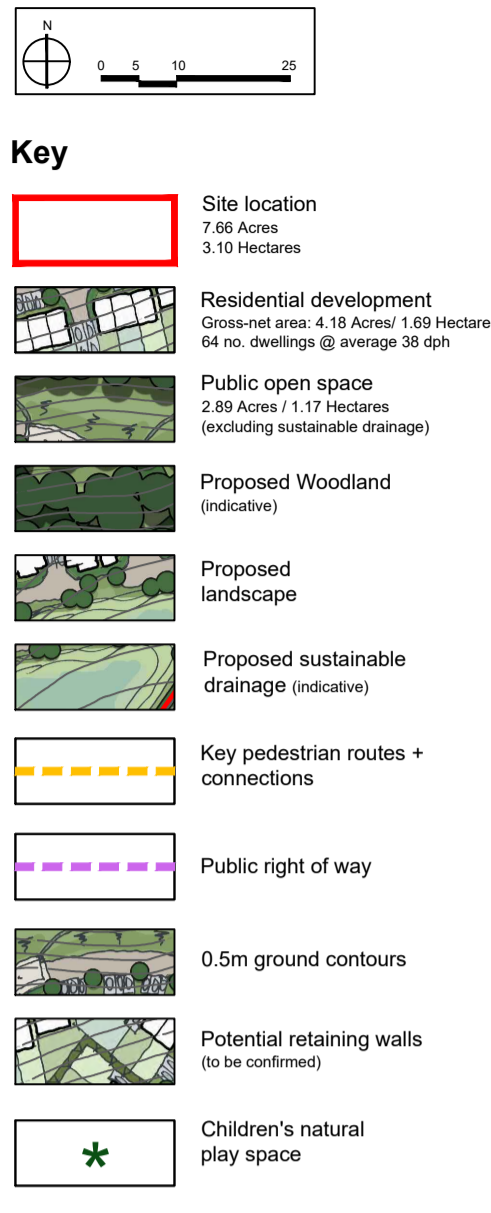 N
0 5 10 25
Key
Site location
7.66 Acres
3.10 Hectares
Residential development
Gross-net area: 4.18 Acres/ 1.69 Hectare
64 no. dwellings @ average 38 dph
Public open space
2.89 Acres / 1.17 Hectares
(excluding sustainable drainage)
Proposed Woodland
(indicative)
Proposed
landscape
Proposed sustainable
drainage (indicative)
Key pedestrian routes +
connections
Public right of way
0.5m ground contours
Potential retaining walls
(to be confirmed)
Children's natural
play space